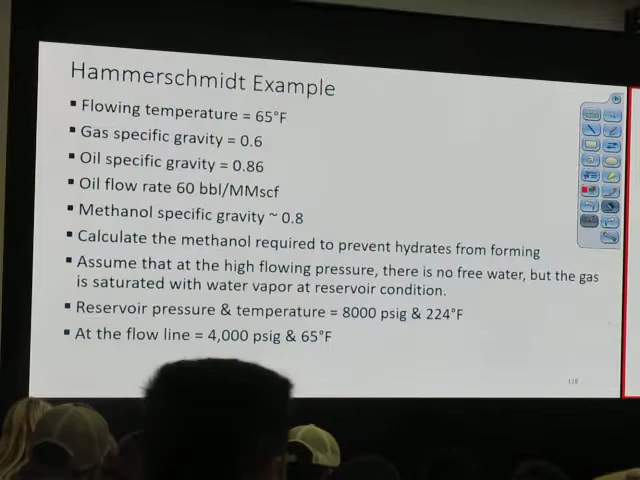 Hammerschmidt Example
▪ Flowing temperature = 65°F
▪ Gas specific gravity = 0.6
▪ Oil specific gravity = 0.86
▪ Oil flow rate 60 bbl/MMscf
▪ Methanol specific gravity ~ 0.8
▪ Calculate the methanol required to prevent hydrates from forming
▪ Assume that at the high flowing pressure, there is no free water, but the gas
is saturated with water vapor at reservoir condition.
▪ Reservoir pressure & temperature = 8000 psig & 224°F
▪ At the flow line = 4,000 psig & 65°F